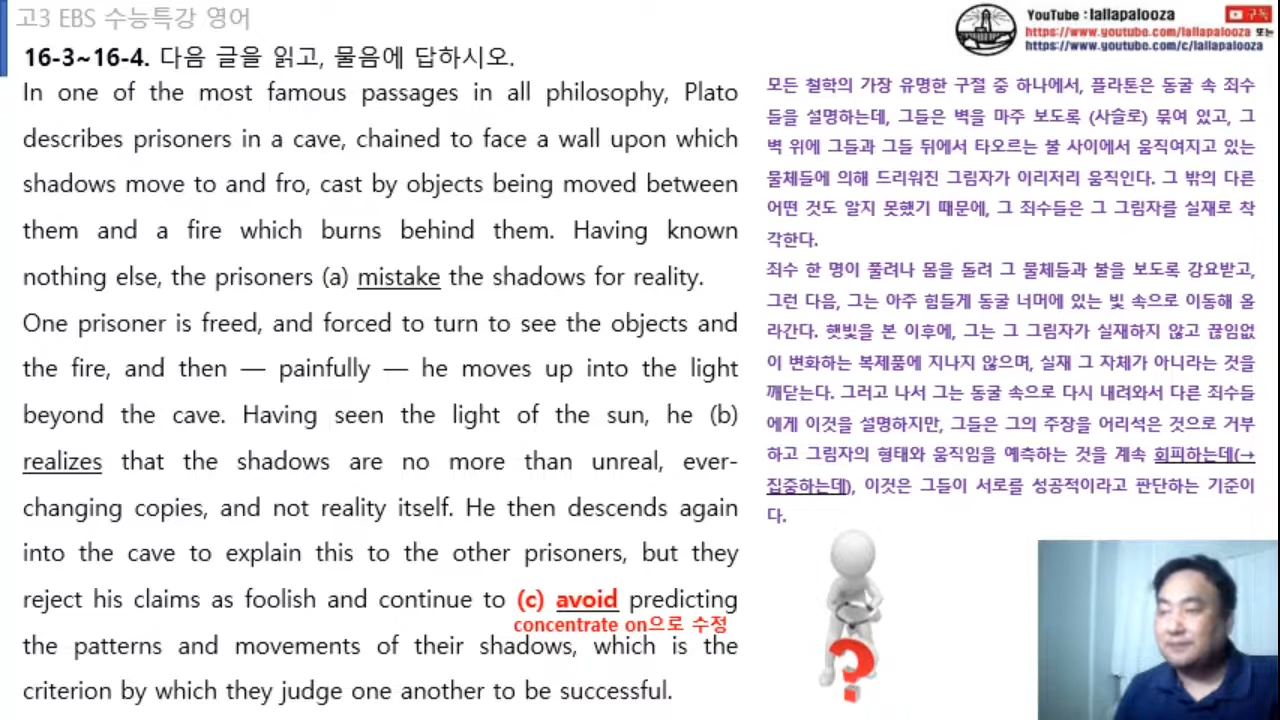 고3 EBS 수능특강 영어
YouTube : lallapalooza
구독
https://www.youtube.com/lallapalooza 또는
https://www.youtube.com/c/lallapalooza
16-3~16-4. 다음 글을 읽고, 물음에 답하시오.
In one of the most famous passages in all philosophy, Plato
describes prisoners in a cave, chained to face a wall upon which
shadows move to and fro, cast by objects being moved between
them and a fire which burns behind them. Having known
nothing else, the prisoners (a) mistake the shadows for reality.
One prisoner is freed, and forced to turn to see the objects and
the fire, and then — painfully — he moves up into the light
beyond the cave. Having seen the light of the sun, he (b)
realizes that the shadows are no more than unreal, ever-
changing copies, and not reality itself. He then descends again
into the cave to explain this to the other prisoners, but they
reject his claims as foolish and continue to (c) avoid predicting
concentrate on으로 수정
the patterns and movements of their shadows, which is the
criterion by which they judge one another to be successful.
모든 철학의 가장 유명한 구절 중 하나에서, 플라톤은 동굴 속 죄수
들을 설명하는데, 그들은 벽을 마주 보도록 (사슬로) 묶여 있고, 그
벽 위에 그들과 그들 뒤에서 타오르는 불 사이에서 움직여지고 있는
물체들에 의해 드리워진 그림자가 이리저리 움직인다. 그 밖의 다른
어떤 것도 알지 못했기 때문에, 그 죄수들은 그 그림자를 실재로 착
각한다.
죄수 한 명이 풀려나 몸을 돌려 그 물체들과 불을 보도록 강요받고,
그런 다음, 그는 아주 힘들게 동굴 너머에 있는 빛 속으로 이동해 올
라간다. 햇빛을 본 이후에, 그는 그 그림자가 실재하지 않고 끊임없
이 변화하는 복제품에 지나지 않으며, 실재 그 자체가 아니라는 것을
깨닫는다. 그러고 나서 그는 동굴 속으로 다시 내려와서 다른 죄수들
에게 이것을 설명하지만, 그들은 그의 주장을 어리석은 것으로 거부
하고 그림자의 형태와 움직임을 예측하는 것을 계속 회피하는데(→
집중하는데), 이것은 그들이 서로를 성공적이라고 판단하는 기준이
다.